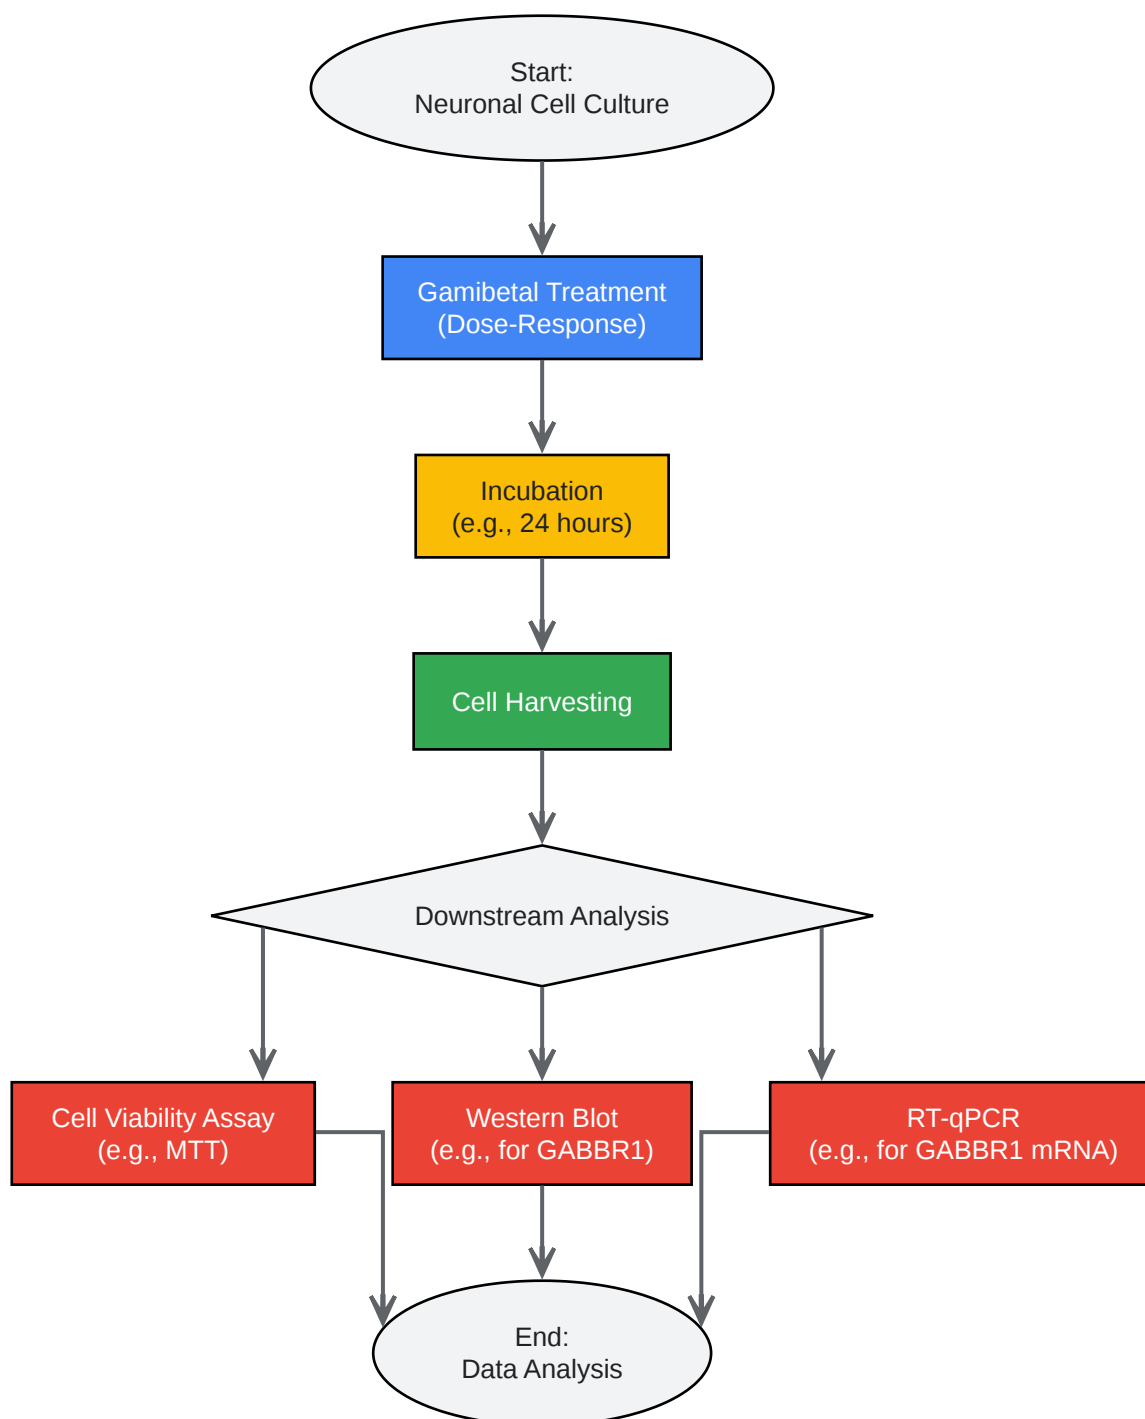 Start:
Neuronal Cell Culture
Gamibetal Treatment
(Dose-Response)
Incubation
(e.g., 24 hours)
Cell Harvesting
Downstream Analysis
Cell Viability Assay
(e.g., MTT)
Western Blot
(e.g., for GABBR1)
RT-qPCR
(e.g., for GABBR1 mRNA)
End:
Data Analysis